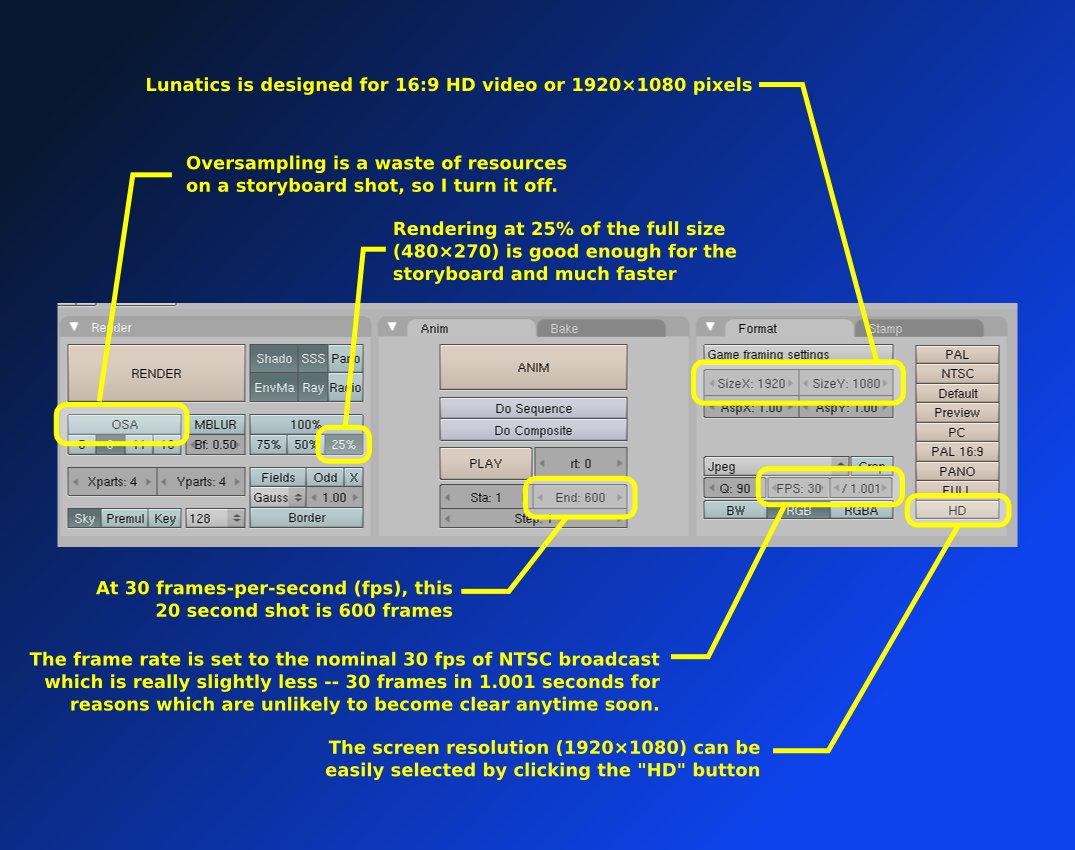 Lunatics is designed for 16:9 HD video or 1920×1080 pixels
Oversampling is a waste of resources
on a storyboard shot, so I turn it off.
Rendering at 25% of the full size
(480×270) is good enough for the
storyboard and much faster
Render
RENDER
Shado SSS Pano
EnvMa Ray Radio
OSA
MBLUR
100%
5 8 11 16
Bf: 0.50
75% 50% 25%
Xparts: 4 Yparts: 4
Fields Odd X
Gauss 1.00
Sky Premul Key 128
Border
Anim Bake
ANIM
Do Sequence
Do Composite
PLAY rt: 0
Sta: 1 End: 600
Step: 1
Format Stamp
Game framing settings
SizeX: 1920 SizeY: 1080
AspX: 1.00 AspY: 1.00
Jpeg Crop
Q: 90 FPS: 30 / 1.001
BW RGB RGBA
PAL
NTSC
Default
Preview
PC
PAL 16:9
PANO
FULL
HD
At 30 frames-per-second (fps), this
20 second shot is 600 frames
The frame rate is set to the nominal 30 fps of NTSC broadcast
which is really slightly less -- 30 frames in 1.001 seconds for
reasons which are unlikely to become clear anytime soon.
The screen resolution (1920×1080) can be
easily selected by clicking the "HD" button